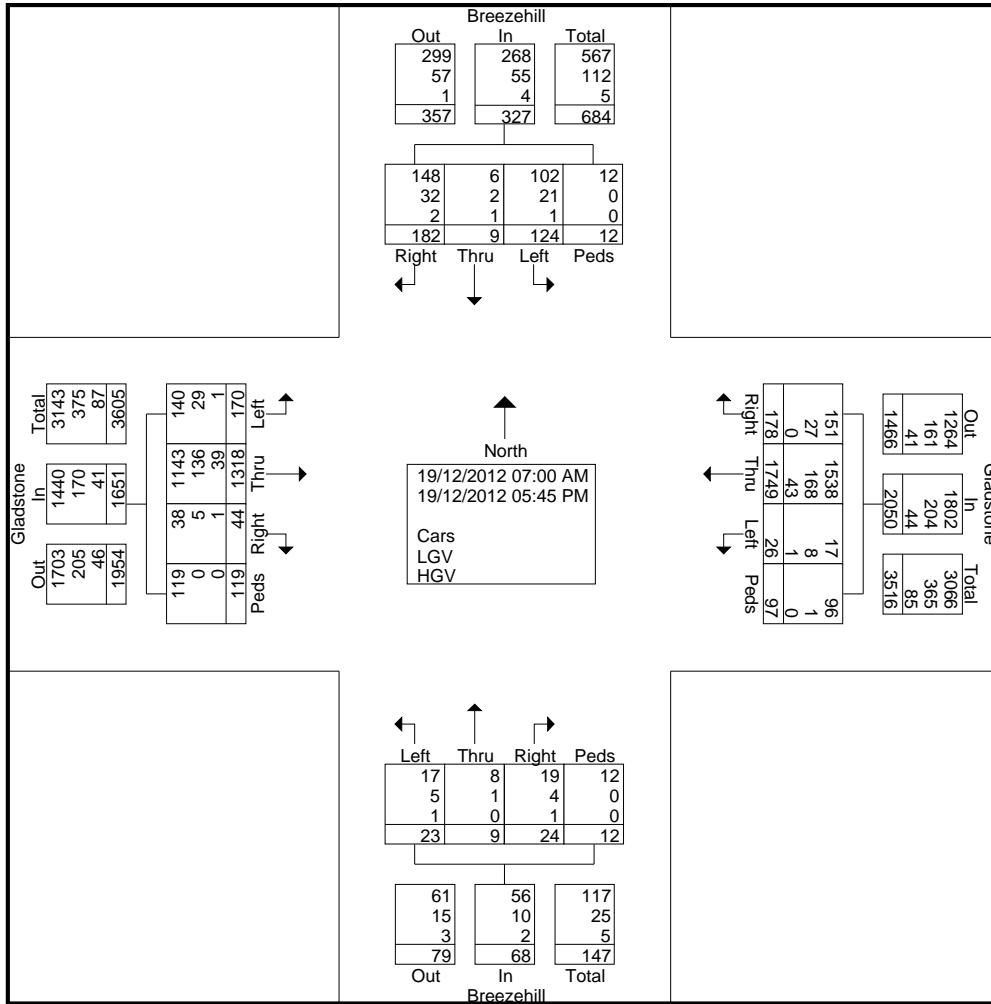 Breezehill
Out In Total
299 268 567
57 55 112
1 4 5
357 327 684
148 6 102 12
32 2 21 0
2 1 1 0
182 9 124 12
Right Thru Left Peds
Gladstone
Total
3143
375
87
3605
In
1440
170
41
1651
Out
1703
205
46
1954
Left
140
29
1
170
Thru
1143
136
39
1318
Right
38
5
1
44
Peds
119
0
0
119
North
19/12/2012 07:00 AM
19/12/2012 05:45 PM
Cars
LGV
HGV
Right
151
27
0
178
Thru
1538
168
43
1749
Left
17
8
1
26
Peds
96
1
0
97
Gladstone
Out
1264
161
41
1466
In
1802
204
44
2050
Total
3066
365
85
3516
Left Thru Right Peds
17 8 19 12
5 1 4 0
1 0 1 0
23 9 24 12
61 56 117
15 10 25
3 2 5
79 68 147
Out In Total
Breezehill